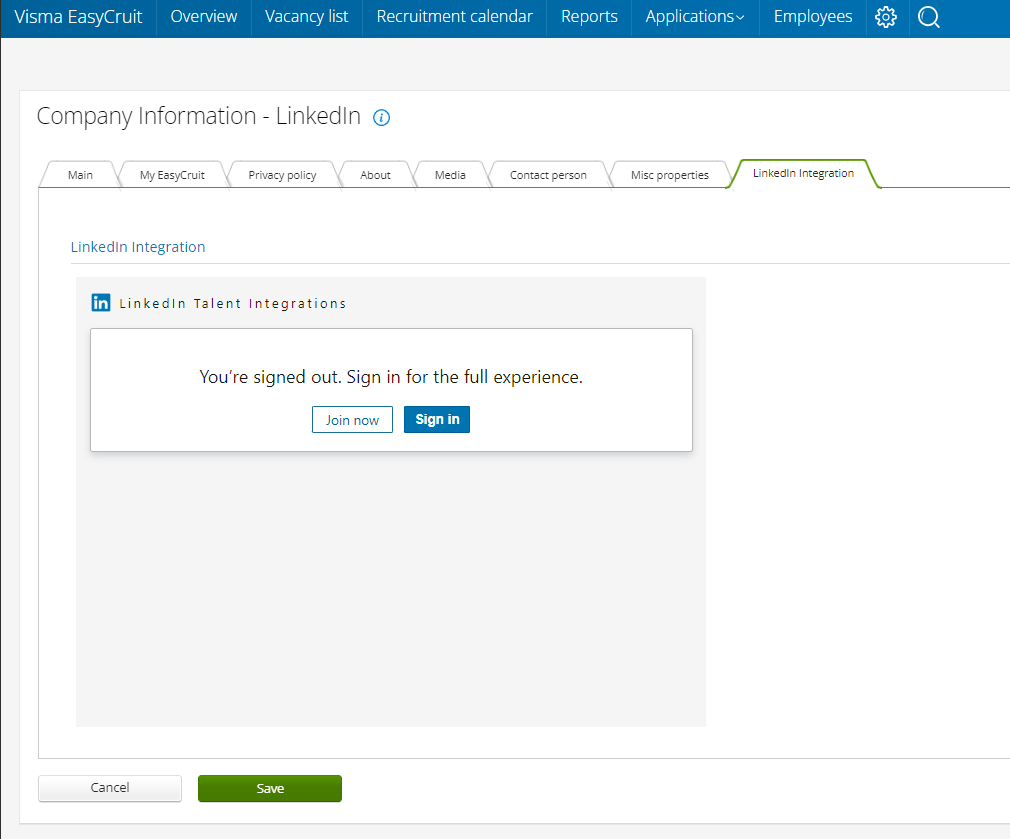 Visma EasyCruit Overview Vacancy list Recruitment calendar Reports Applications Employees
Company Information - LinkedIn i
Main My EasyCruit Privacy policy About Media Contact person Misc properties LinkedIn Integration
LinkedIn Integration
in LinkedIn Talent Integrations
You’re signed out. Sign in for the full experience.
Join now Sign in
Cancel Save